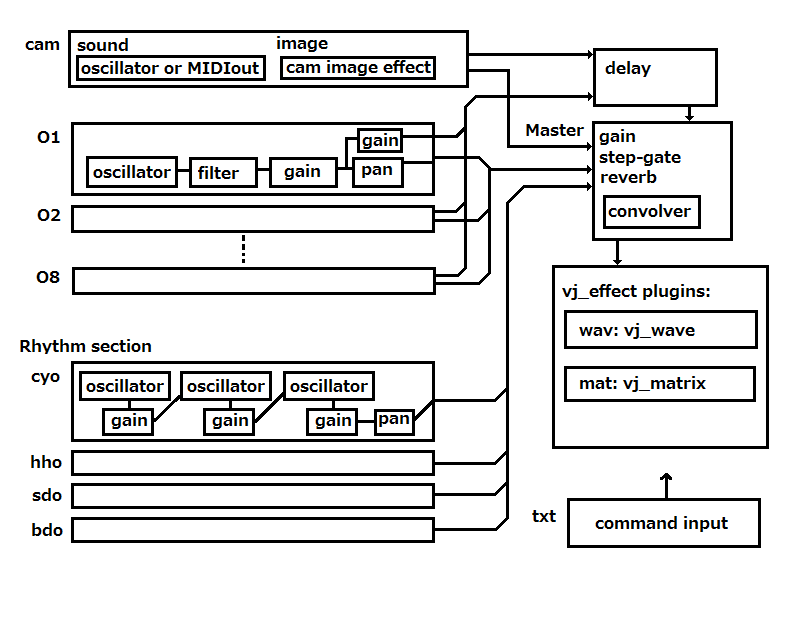 cam
sound
image
oscillator or MIDIout
cam image effect
delay
O1
gain
oscillator
filter
gain
pan
Master
gain
step-gate
reverb
convolver
O2
O8
vj_effect plugins:
wav: vj_wave
mat: vj_matrix
Rhythm section
cyo
oscillator
oscillator
oscillator
gain
gain
gain
pan
hho
sdo
bdo
txt
command input